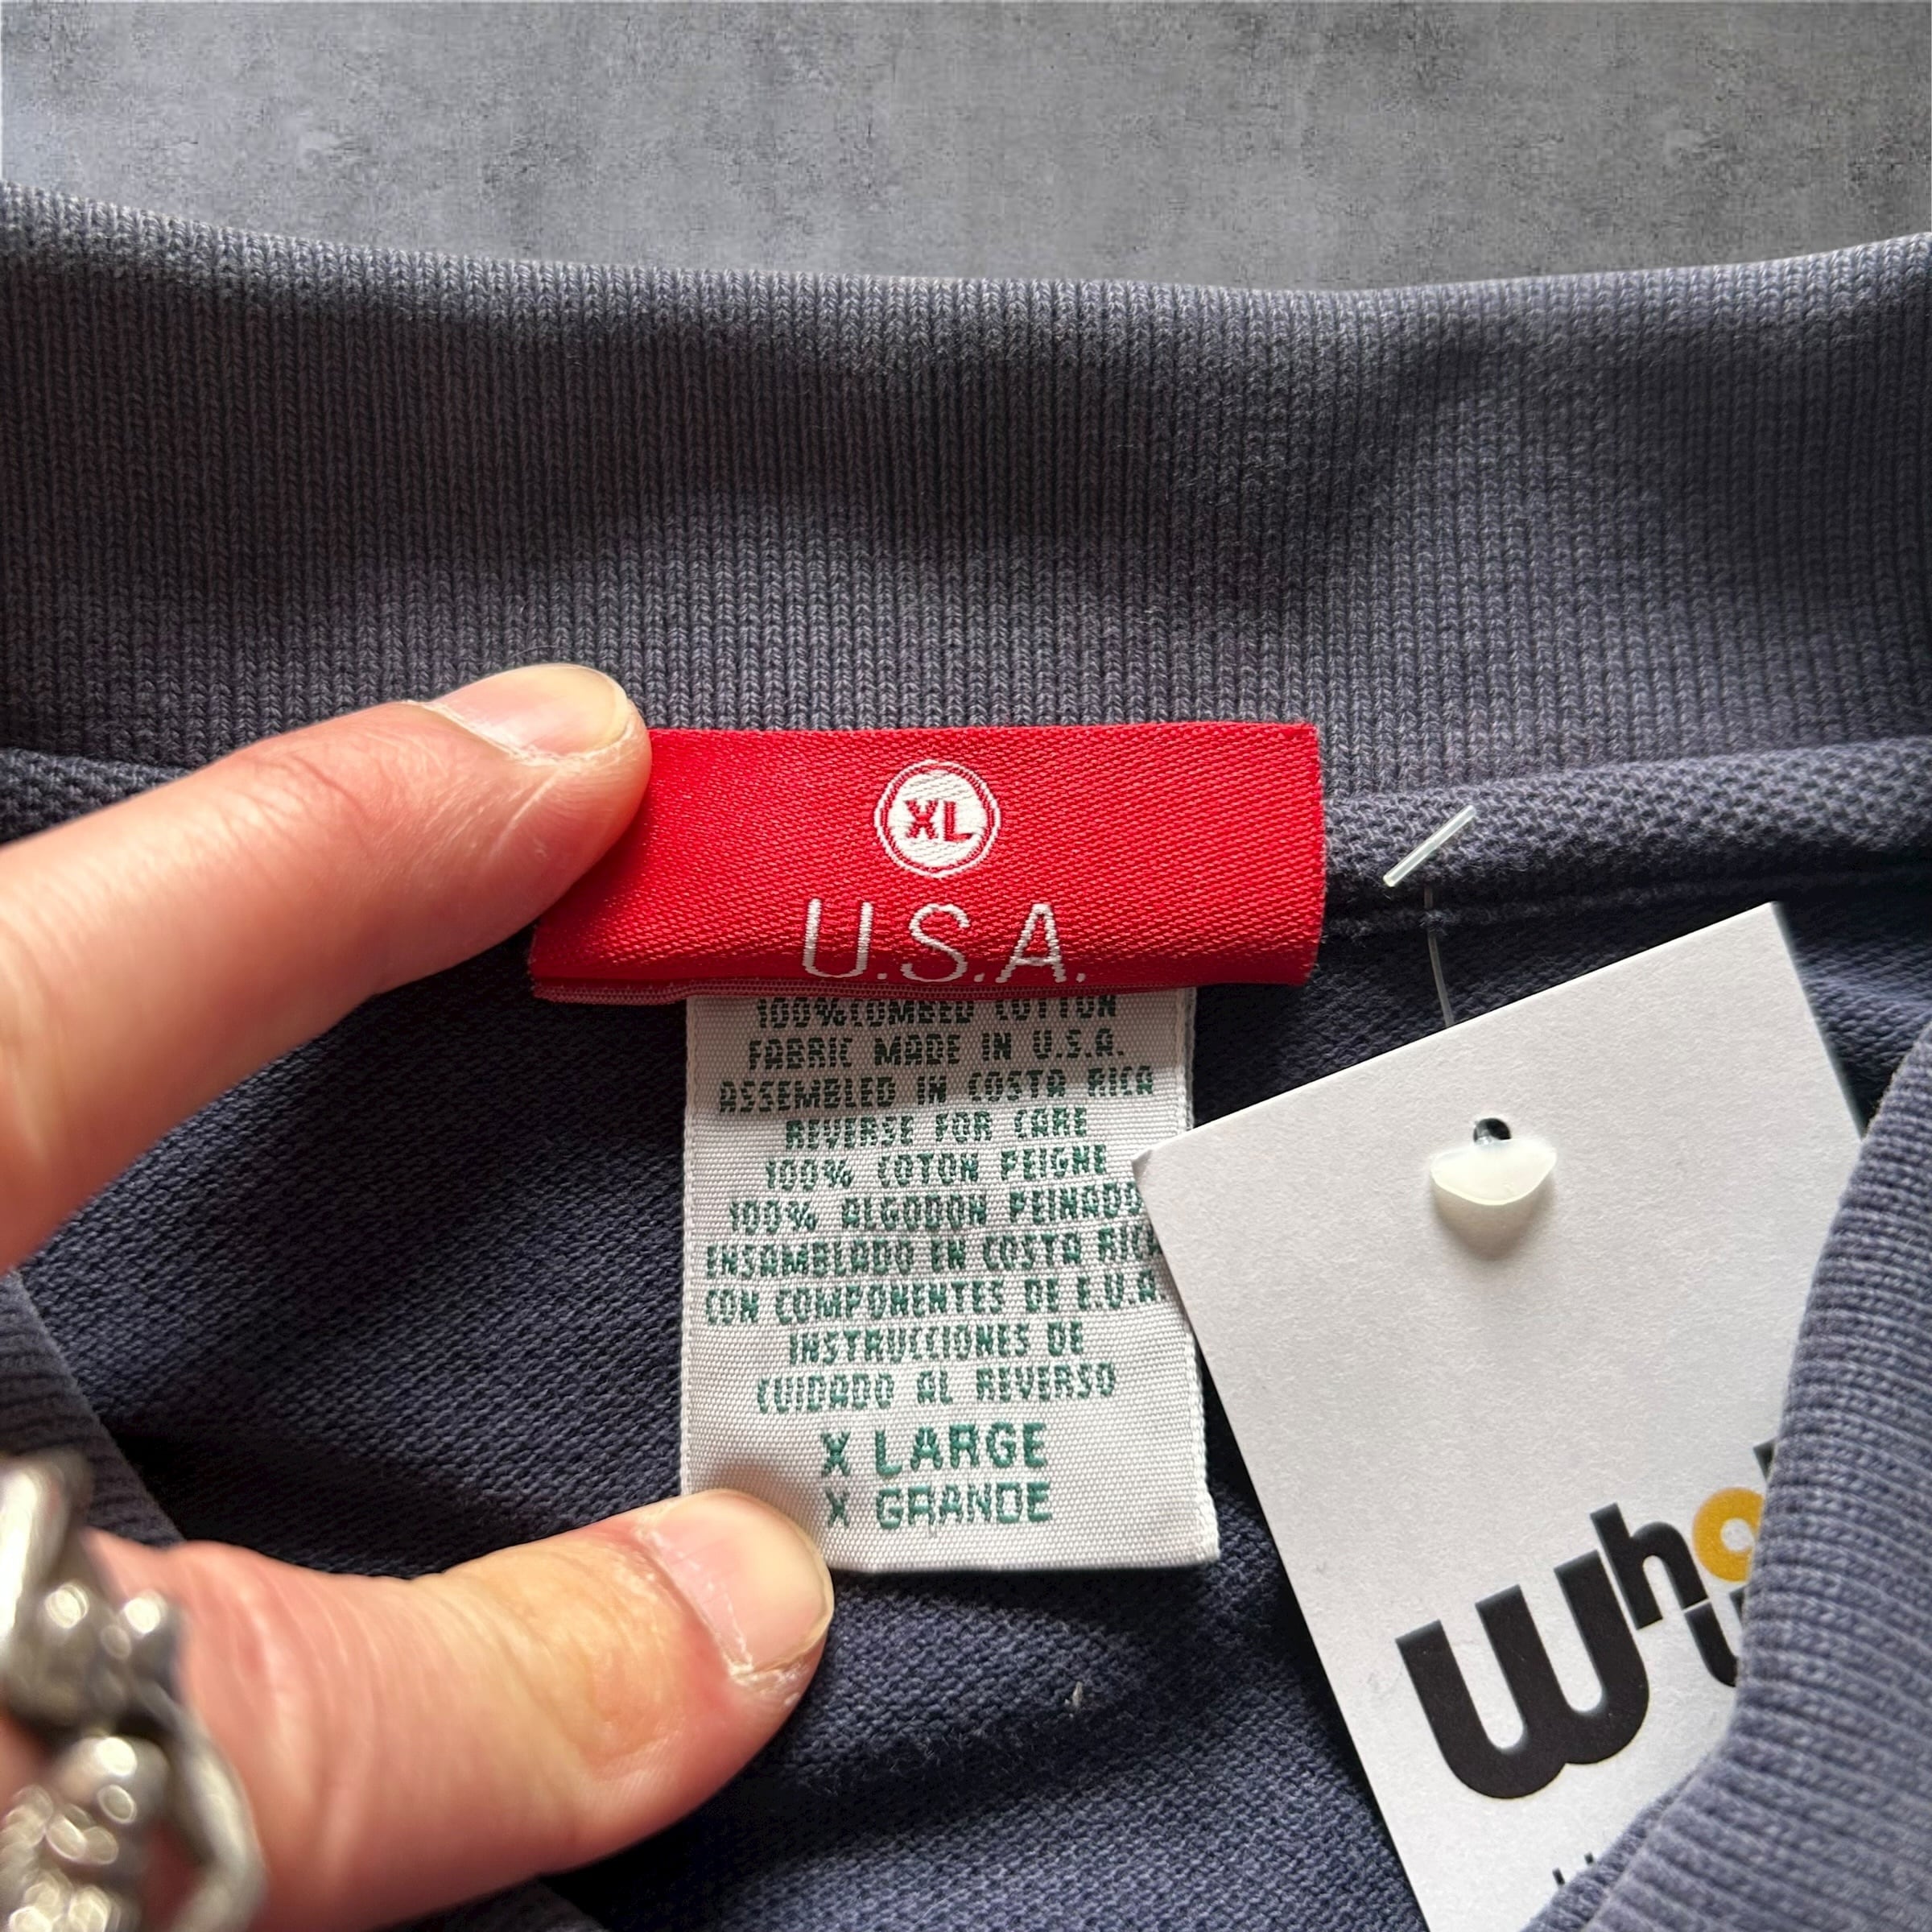 XL
U.S.A.
100% COMBED COTTON
FABRIC MADE IN U.S.A.
ASSEMBLED IN COSTA RICA
REVERSE FOR CARE
100% COTON PEIGNE
100% ALGODON PEINADO
ENSAMBLADO EN COSTA RICA
CON COMPONENTES DE E.U.A.
INSTRUCCIONES DE
CUIDADO AL REVERSO
X LARGE
X GRANDE
Who